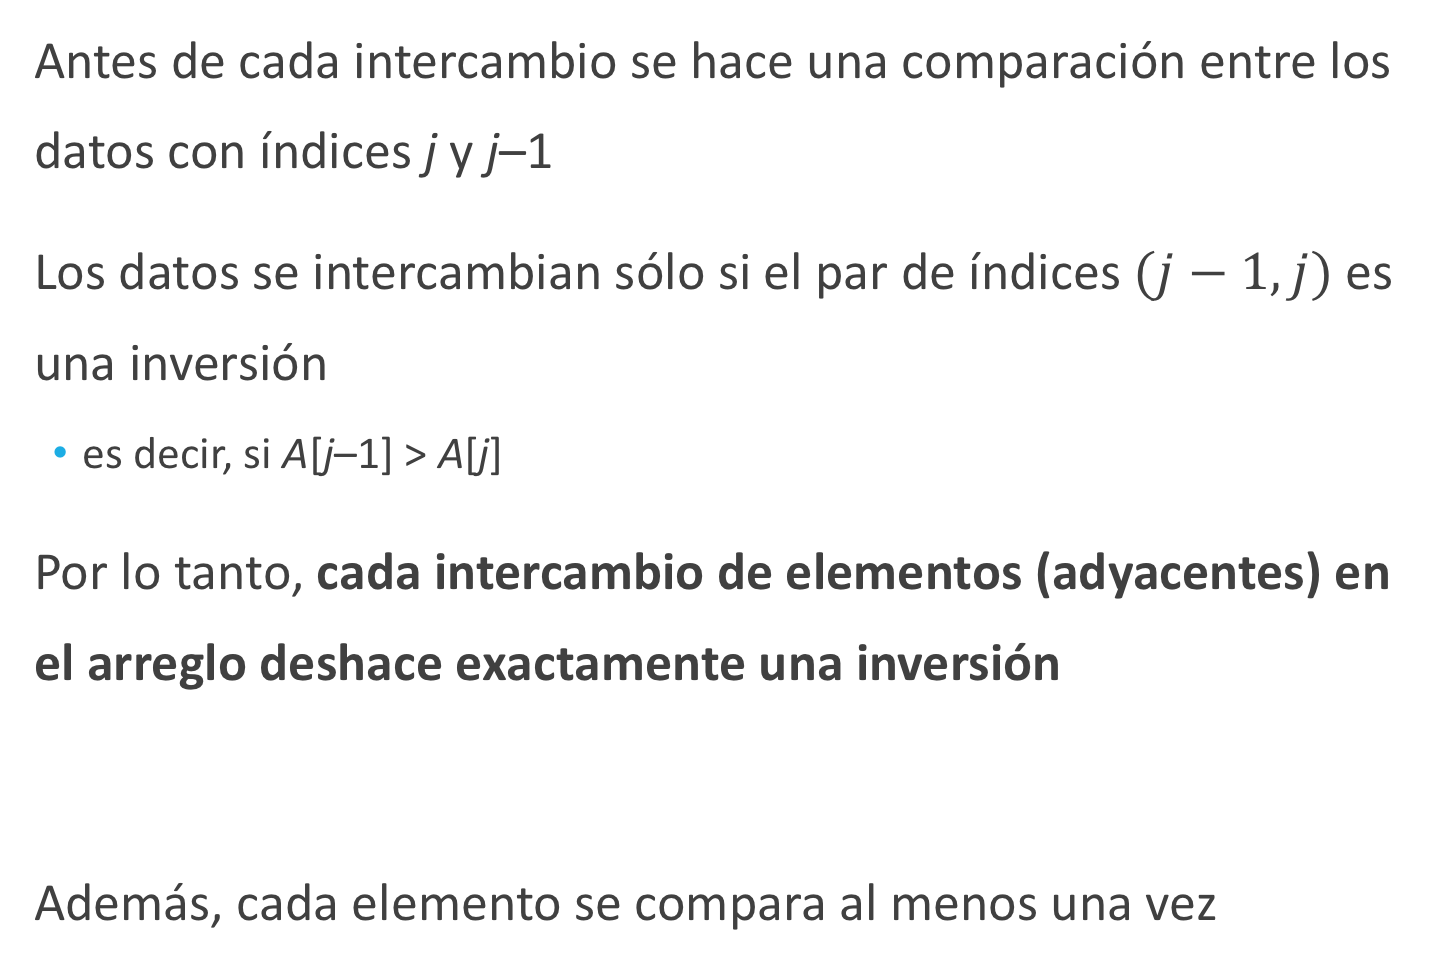 Antes de cada intercambio se hace una comparación entre los
datos con índices j y j–1
Los datos se intercambian sólo si el par de índices (j − 1, j) es
una inversión
• es decir, si A[j–1] > A[j]
Por lo tanto, cada intercambio de elementos (adyacentes) en
el arreglo deshace exactamente una inversión
Además, cada elemento se compara al menos una vez